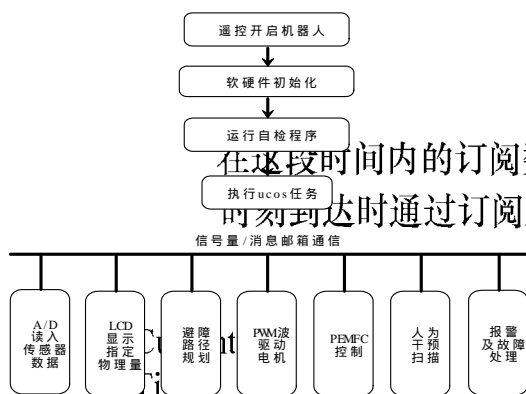 遥控开启机器人
软硬件初始化
运行自检程序
在这段时间内的订阅
执行ucos任务
时刻到达时通过订阅
信号量/消息邮箱通信
A/D
读入
传感器
数据
LCD
显示
指定
物理量
避障
路径
规划
PWM波
驱动
电机
PEMFC
控制
人为
干预
扫描
报警
及故障
处理